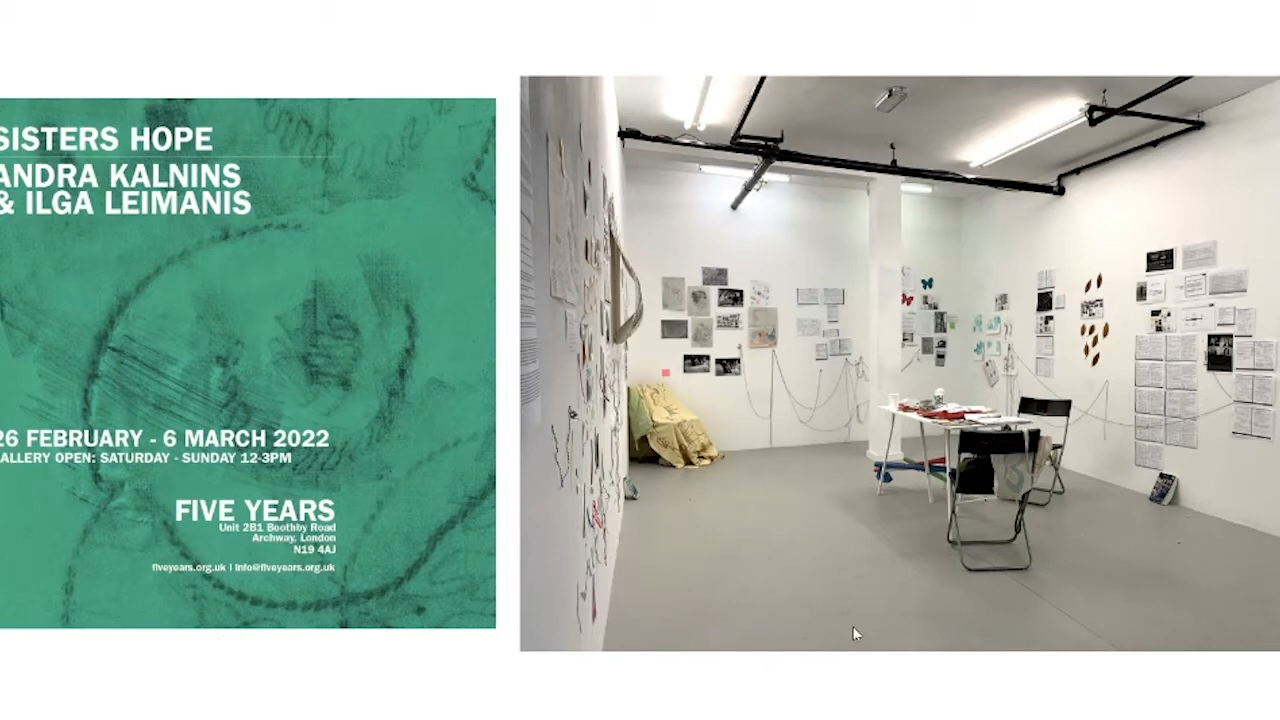 SISTERS HOPE
ANDRA KALNINS
& ILGA LEIMANIS
26 FEBRUARY - 6 MARCH 2022
ALLERY OPEN: SATURDAY - SUNDAY 12-3PM
FIVE YEARS
Unit 2B1 Boothby Road
Archway, London
N19 4AJ
fiveyears.org.uk | info@fiveyears.org.uk